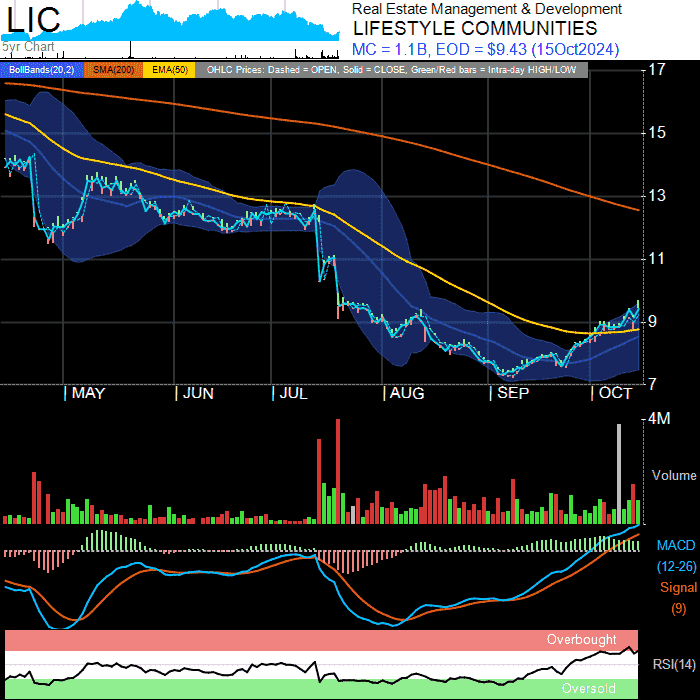 LIC
Real Estate Management & Development
LIFESTYLE COMMUNITIES
5yr Chart
MC = 1.1B, EOD = $9.43 (15Oct2024)
BollBands(20,2) SMA(200) EMA(50) OHLC Prices: Dashed = OPEN, Solid = CLOSE, Green/Red bars = Intra-day HIGH/LOW
17
15
13
11
9
7
MAY JUN JUL AUG SEP OCT
4M
Volume
MACD
(12-26)
Signal
(9)
Overbought
RSI(14)
Oversold